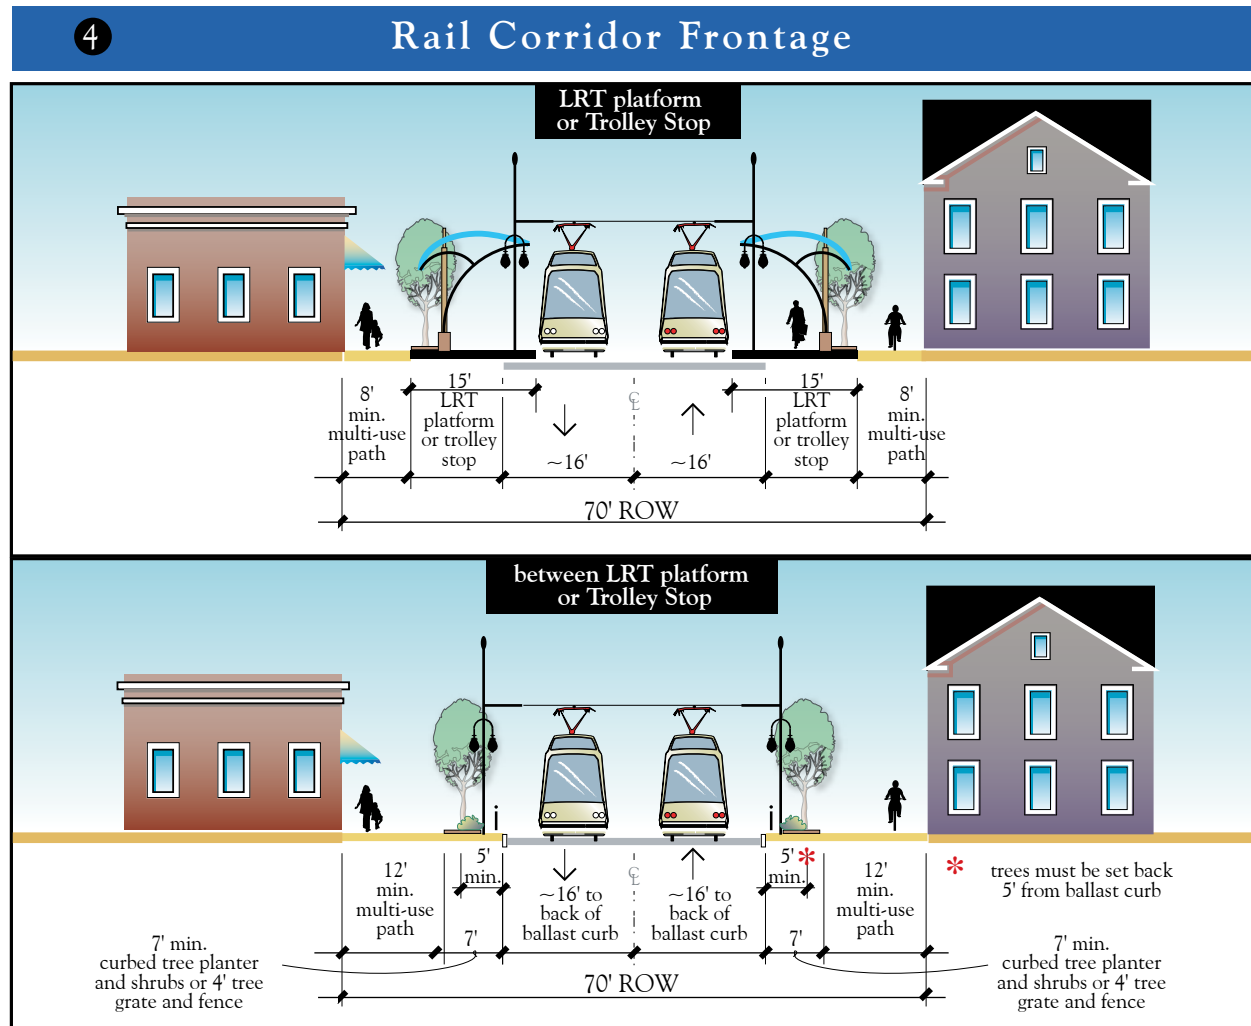 4
Rail Corridor Frontage
LRT platform
or Trolley Stop
8'
min.
multi-use
path
15'
LRT
platform
or trolley
stop
~16'
℄
~16'
15'
LRT
platform
or trolley
stop
8'
min.
multi-use
path
70' ROW
between LRT platform
or Trolley Stop
i
i
12'
min.
multi-use
path
5'
min.
~16' to
back of
ballast curb
℄
~16' to
back of
ballast curb
5' *
min.
12'
min.
multi-use
path
* trees must be set back
5' from ballast curb
7'
7'
7' min.
curbed tree planter
and shrubs or 4' tree
grate and fence
70' ROW
7' min.
curbed tree planter
and shrubs or 4' tree
grate and fence